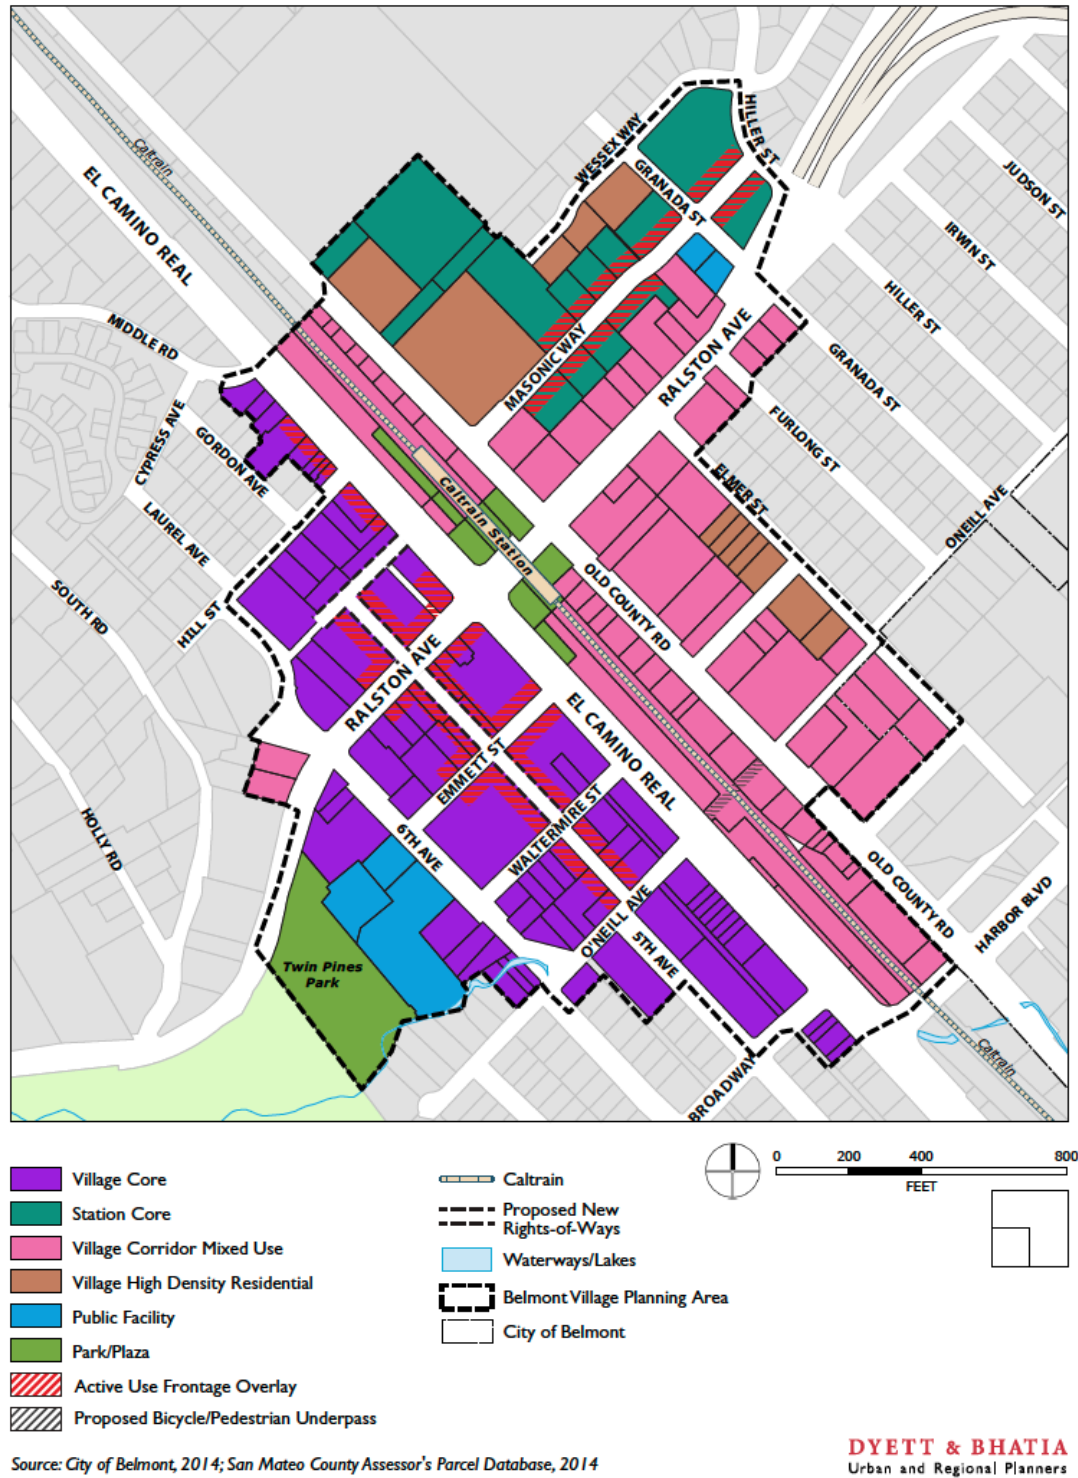 Caltrain
EL CAMINO REAL
MIDDLE RD
CYPRESS AVE
GORDON AVE
LAUREL AVE
SOUTH RD
HILL ST
HOLLY RD
WESSEX WAY
HILLER ST
GRANADA ST
MASONIC WAY
RALSTON AVE
JUDSON ST
IRWIN ST
HILLER ST
GRANADA ST
FURLONG ST
ELMER ST
ONEILL AVE
Caltrain Station
OLD COUNTY RD
RALSTON AVE
EL CAMINO REAL
EMMETT ST
WALTERMIRE ST
6TH AVE
O'NEILL AVE
5TH AVE
OLD COUNTY RD
HARBOR BLVD
Twin Pines
Park
BROADWAY
Caltrain
Village Core
Station Core
Village Corridor Mixed Use
Village High Density Residential
Public Facility
Park/Plaza
Active Use Frontage Overlay
Proposed Bicycle/Pedestrian Underpass
Caltrain
Proposed New
Rights-of-Ways
Waterways/Lakes
Belmont Village Planning Area
City of Belmont
0 200 400 800
FEET
Source: City of Belmont, 2014; San Mateo County Assessor's Parcel Database, 2014
DYETT & BHATIA
Urban and Regional Planners